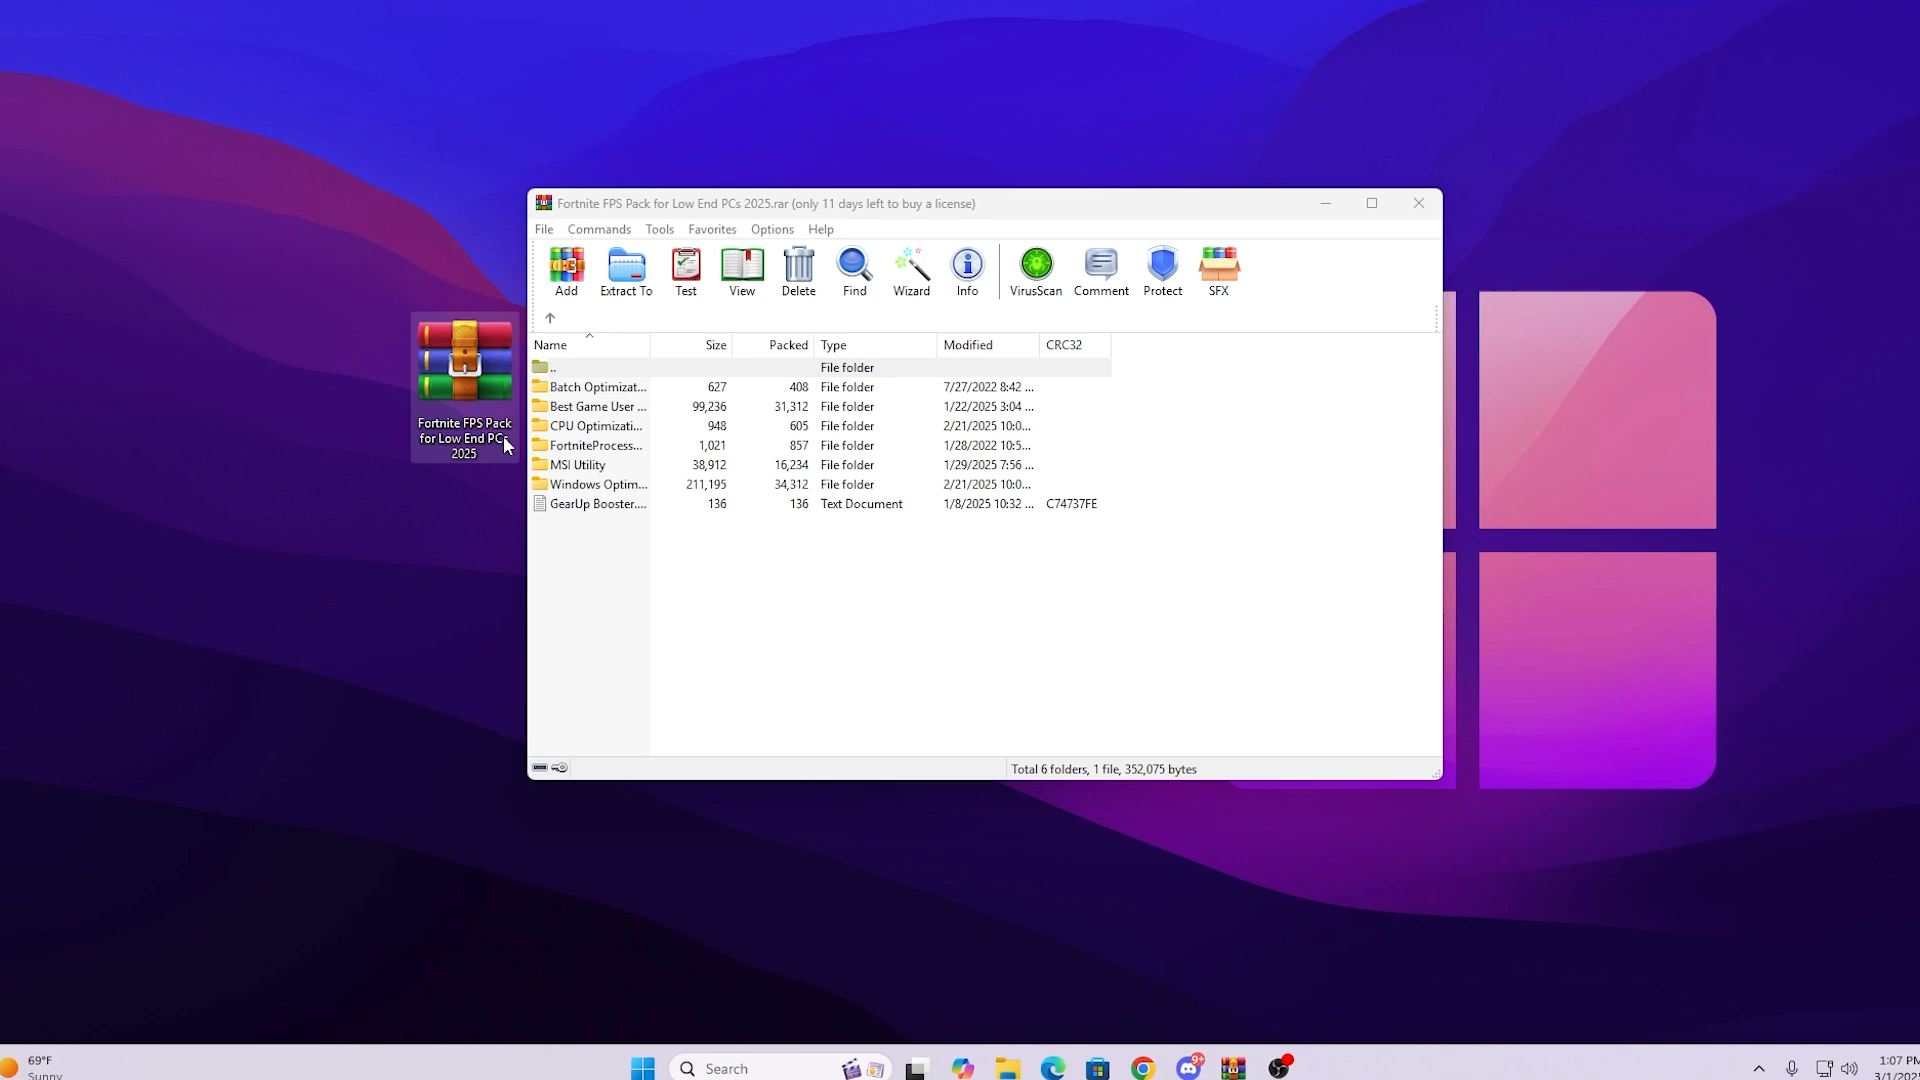 Fortnite FPS Pack for Low End PCs 2025.rar (only 11 days left to buy a license)
File Commands Tools Favorites Options Help
Add Extract To Test View Delete Find Wizard Info VirusScan Comment Protect SFX
Name Size Packed Type Modified CRC32
.. File folder
Batch Optimizat... 627 408 File folder 7/27/2022 8:42 ...
Best Game User ... 99,236 31,312 File folder 1/22/2025 3:04 ...
CPU Optimizati... 948 605 File folder 2/21/2025 10:0...
FortniteProcess... 1,021 857 File folder 1/28/2022 10:5...
MSI Utility 38,912 16,234 File folder 1/29/2025 7:56 ...
Windows Optim... 211,195 34,312 File folder 2/21/2025 10:0...
GearUp Booster.... 136 136 Text Document 1/8/2025 10:32 ... C74737FE
Total 6 folders, 1 file, 352,075 bytes
Fortnite FPS Pack
for Low End PCs
2025
69°F
Sunny
Search
9+
1:07 PM
3/1/202